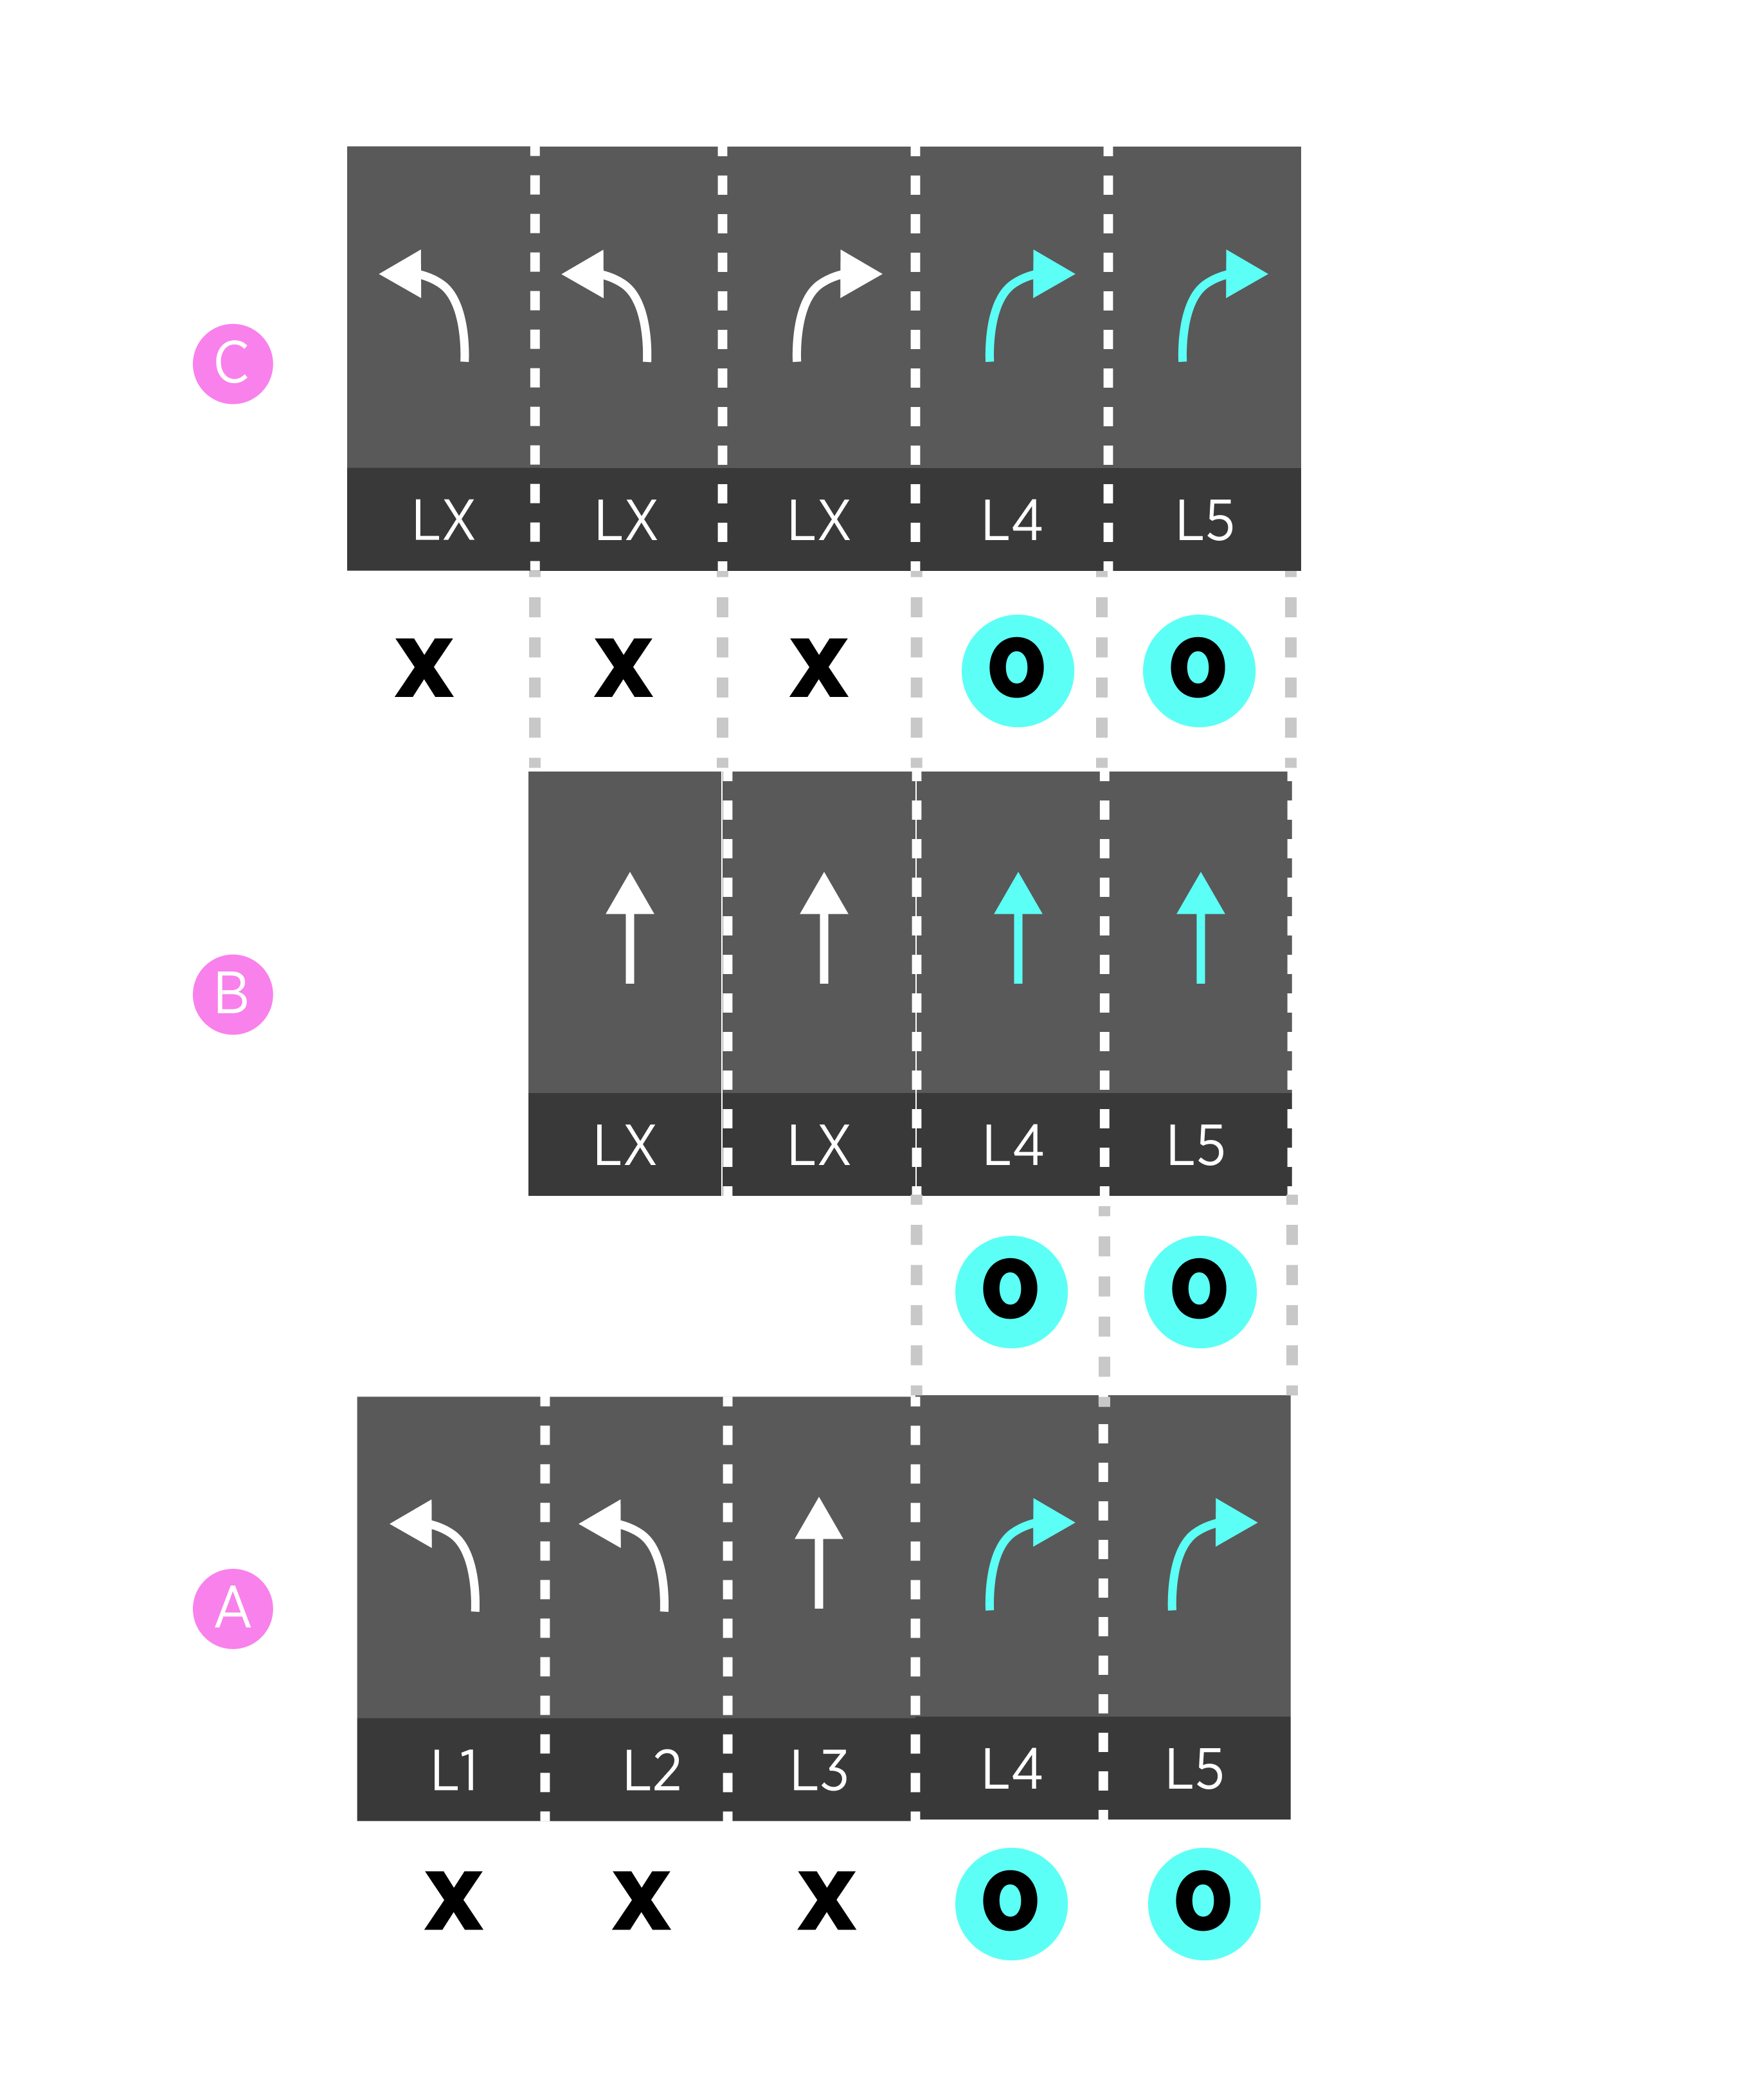 C
LX LX LX L4 L5
X X X O O
B
LX LX L4 L5
O O
A
L1 L2 L3 L4 L5
X X X O O